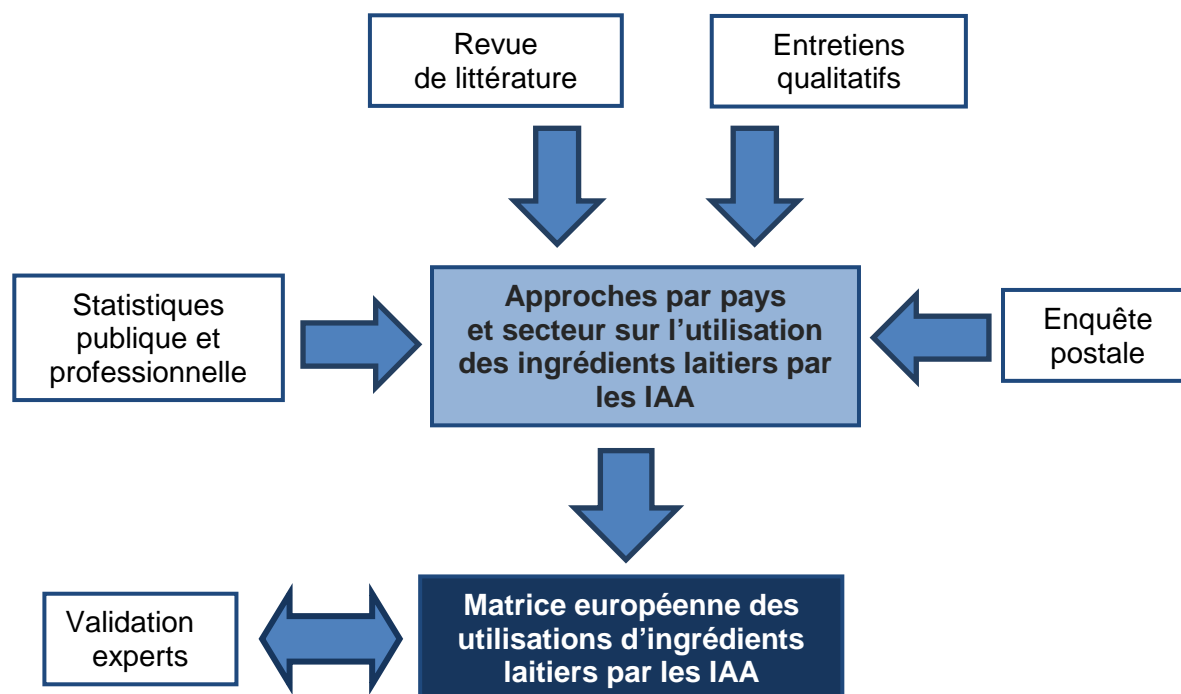 Revue
de littérature
Entretiens
qualitatifs
Statistiques
publique et
professionnelle
Approches par pays
et secteur sur l’utilisation
des ingrédients laitiers par
les IAA
Enquête
postale
Validation
experts
Matrice européenne des
utilisations d’ingrédients
laitiers par les IAA